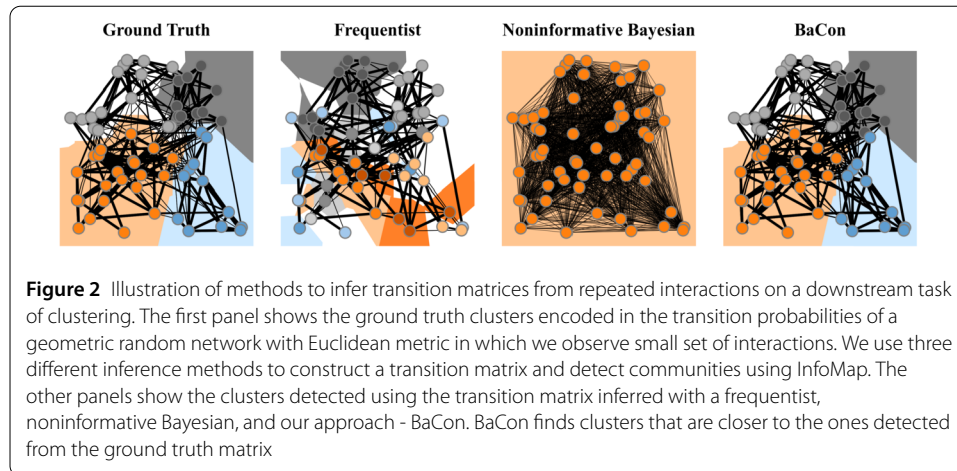 Ground Truth
Frequentist
Noninformative Bayesian
BaCon
Figure 2 Illustration of methods to infer transition matrices from repeated interactions on a downstream task
of clustering. The first panel shows the ground truth clusters encoded in the transition probabilities of a
geometric random network with Euclidean metric in which we observe small set of interactions. We use three
different inference methods to construct a transition matrix and detect communities using InfoMap. The
other panels show the clusters detected using the transition matrix inferred with a frequentist,
noninformative Bayesian, and our approach - BaCon. BaCon finds clusters that are closer to the ones detected
from the ground truth matrix